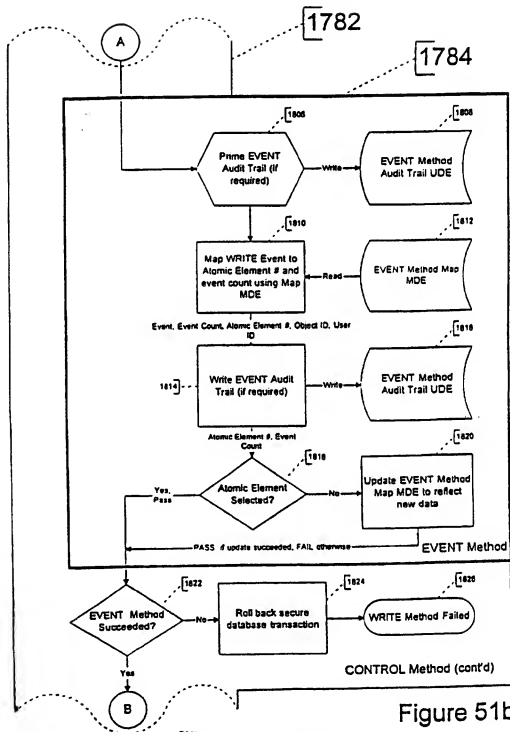 A
1782
1784
1806
Prime EVENT
Audit Trail (if
required)
Write
1808
EVENT Method
Audit Trail UDE
1810
Map WRITE Event to
Atomic Element # and
event count using Map
MDE
Read
1812
EVENT Method Map
MDE
Event, Event Count, Atomic Element #, Object ID, User
ID
1814
Write EVENT Audit
Trail (if required)
Write
1816
EVENT Method
Audit Trail UDE
Atomic Element #, Event
Count
1818
Atomic Element
Selected?
Yes,
Pass
No
1820
Update EVENT Method
Map MDE to reflect
new data
PASS if update succeeded, FAIL otherwise
EVENT Method
1822
EVENT Method
Succeeded?
No
1824
Roll back secure
database transaction
1826
WRITE Method Failed
Yes
CONTROL Method (cont'd)
B
Figure 51b